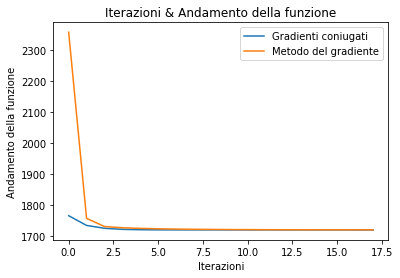 Iterazioni & Andamento della funzione
Gradienti coniugati
Metodo del gradiente
Andamento della funzione
2300
2200
2100
2000
1900
1800
1700
0.0 2.5 5.0 7.5 10.0 12.5 15.0 17.5
Iterazioni